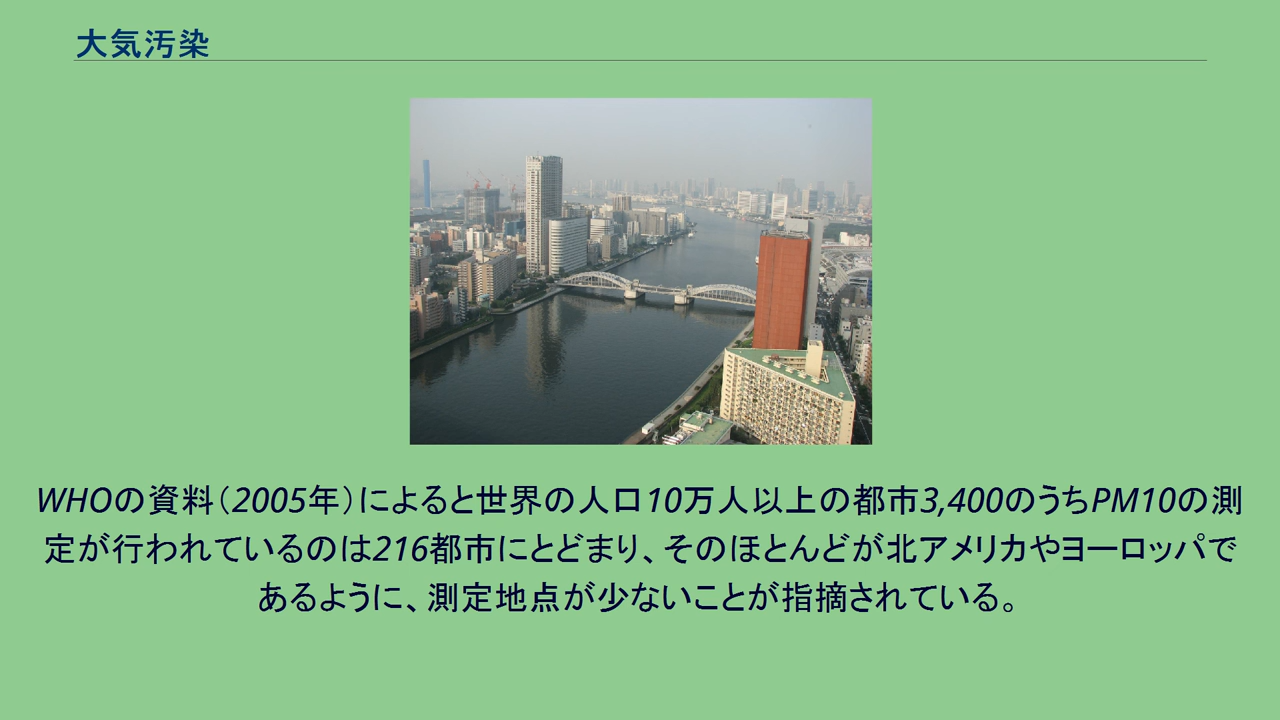 大気汚染
WHOの資料（2005年）によると世界の人口10万人以上の都市3,400のうちPM10の測
定が行われているのは216都市にとどまり、そのほとんどが北アメリカやヨーロッパで
あるように、測定地点が少ないことが指摘されている。